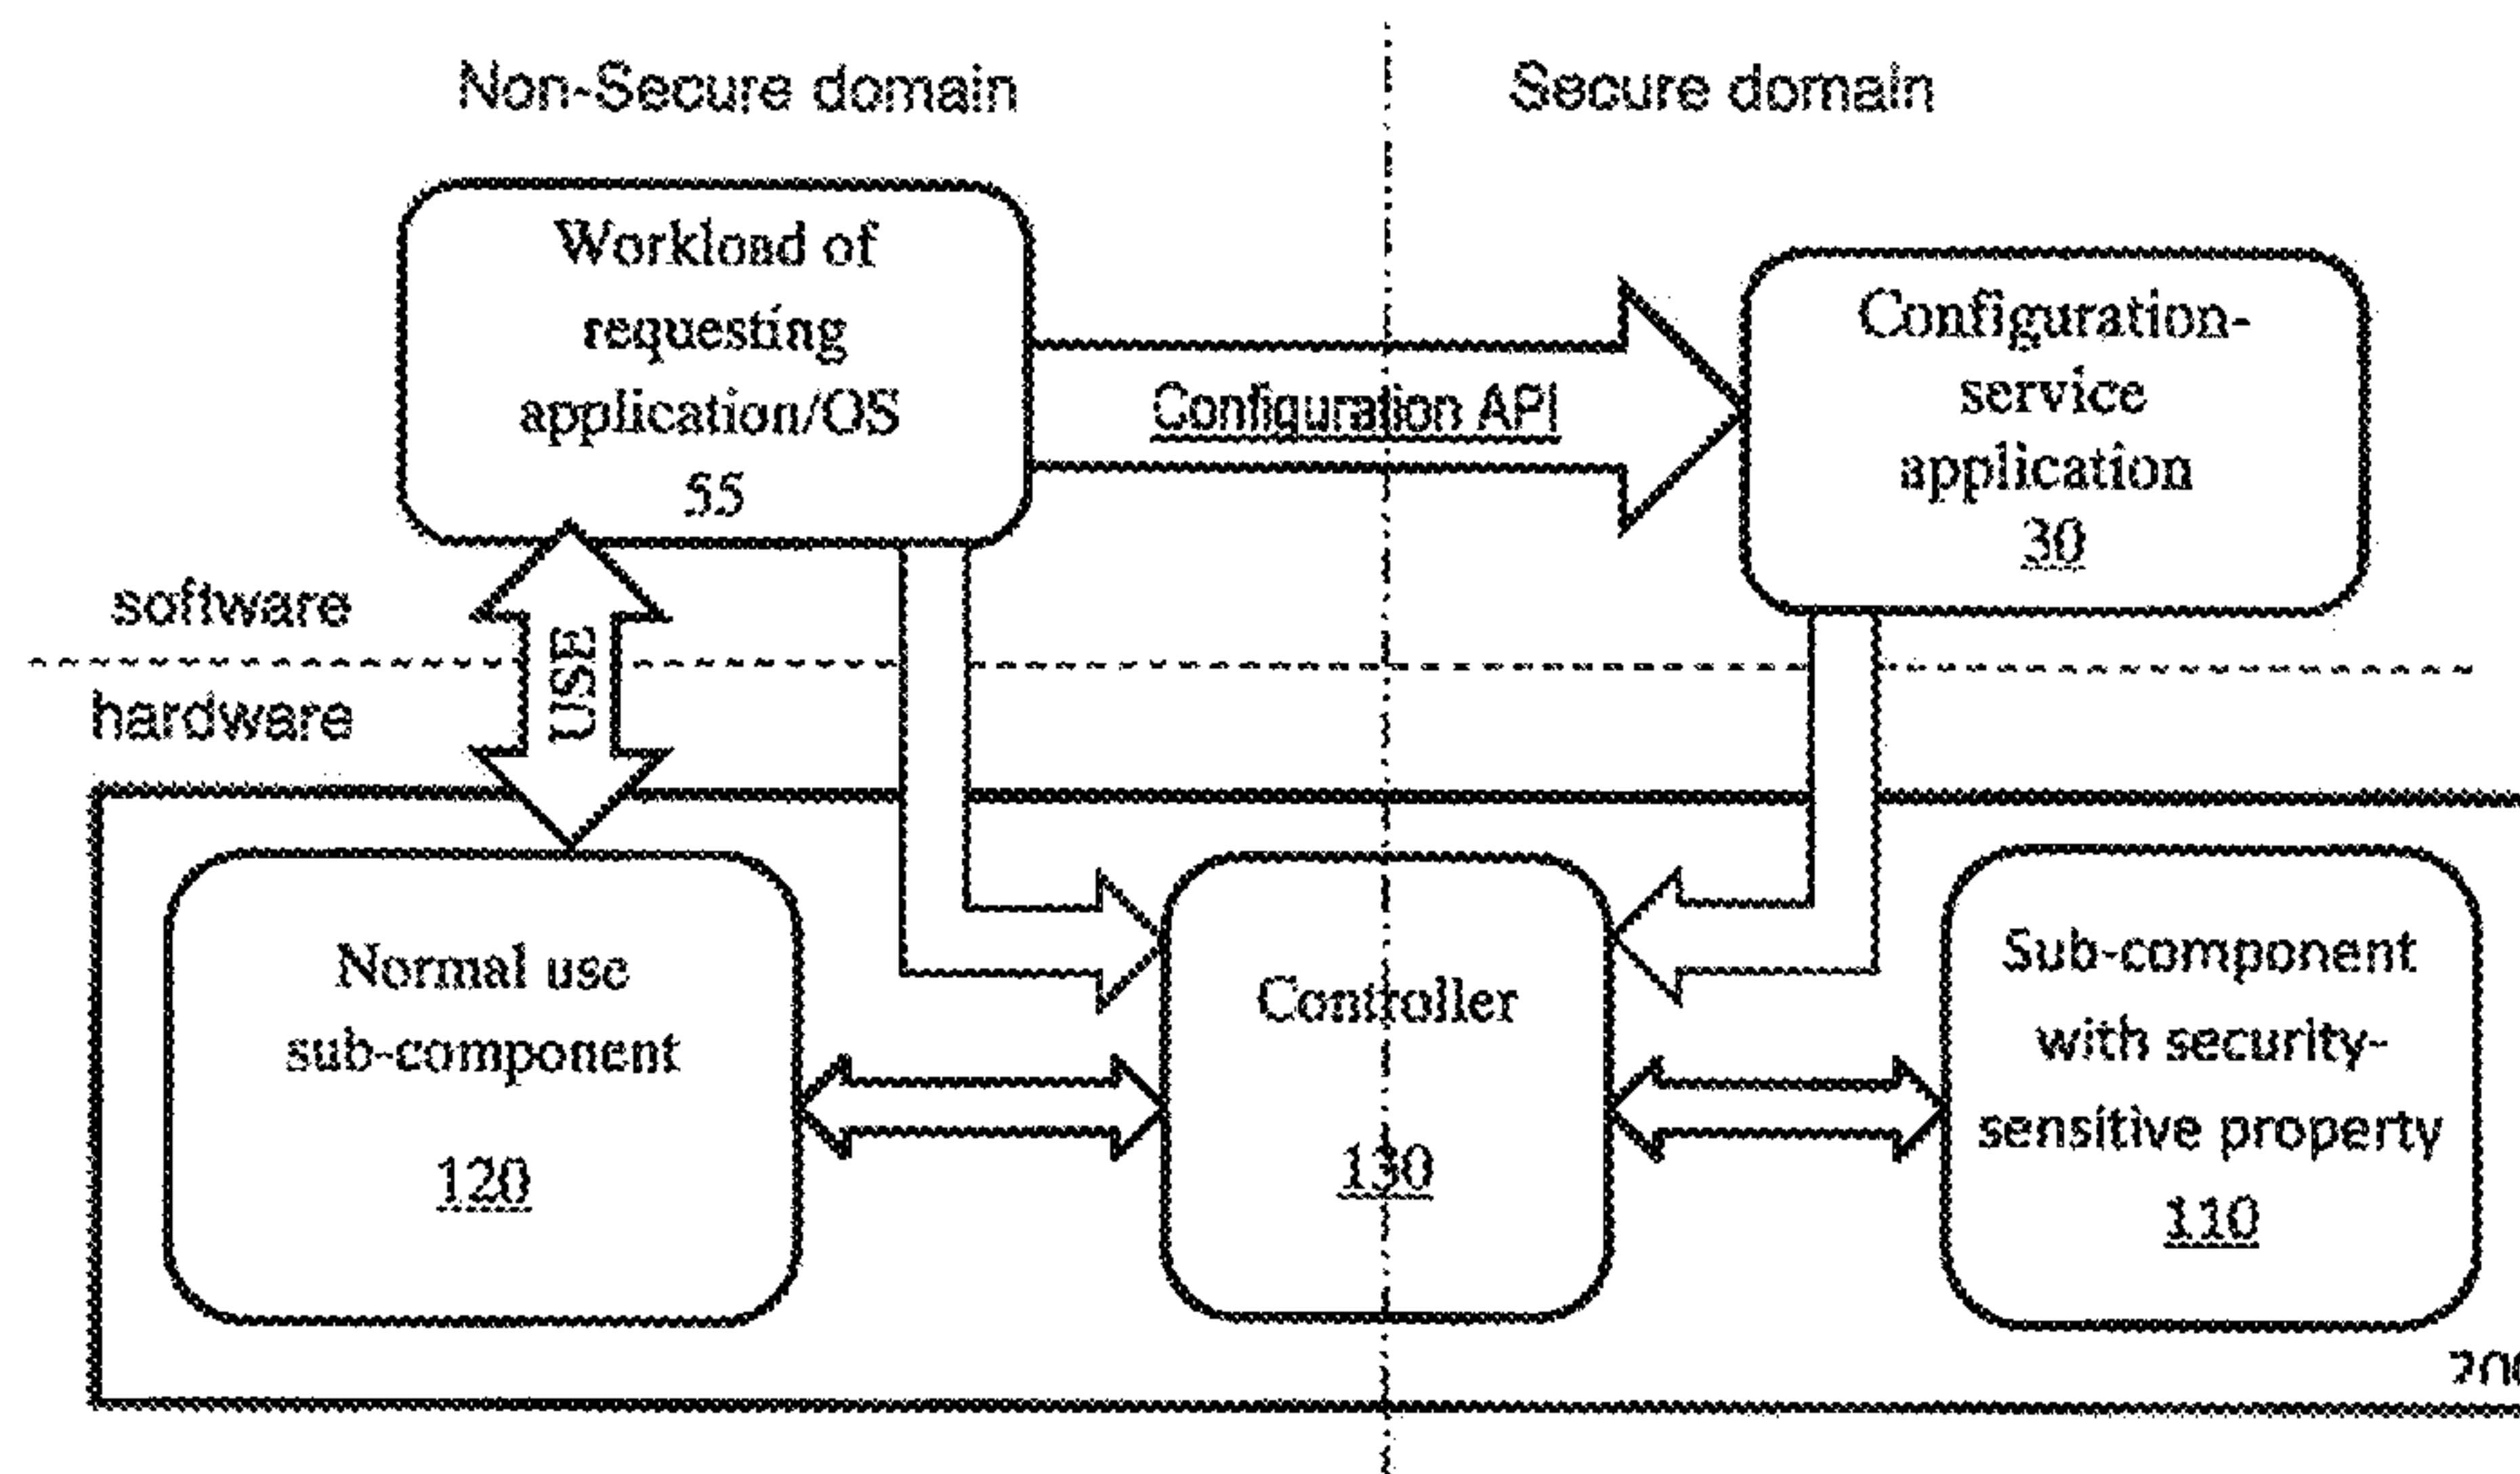 Non-Secure domain
Secure domain
Workload of
requesting
application/OS
55
Configuration API
Configuration-
service
application
30
software
hardware
USE
Normal use
sub-component
120
Controller
130
Sub-component
with security-
sensitive property
110